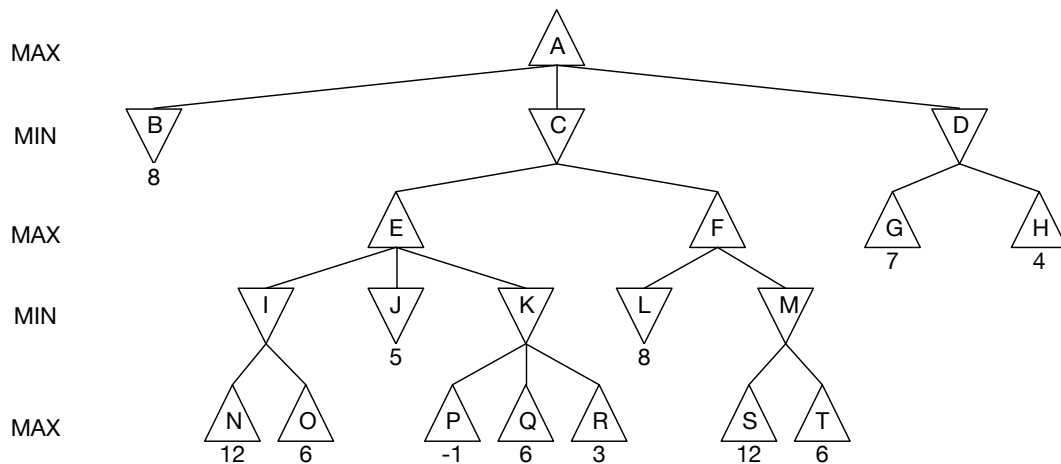 MAX A
MIN B C D
8
MAX E F G H
7 4
MIN I J K L M
5 8
MAX N O P Q R S T
12 6 -1 6 3 12 6